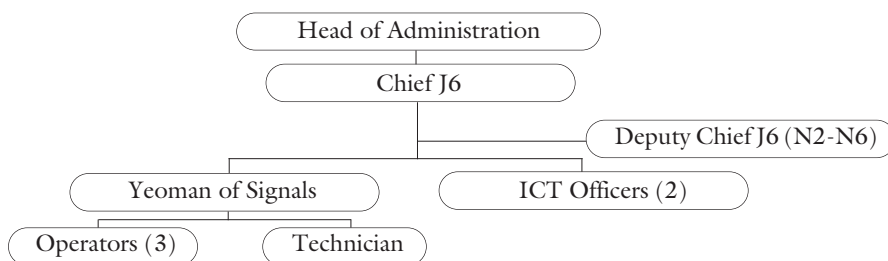 Head of Administration
Chief J6
Deputy Chief J6 (N2-N6)
Yeoman of Signals
ICT Officers (2)
Operators (3)
Technician